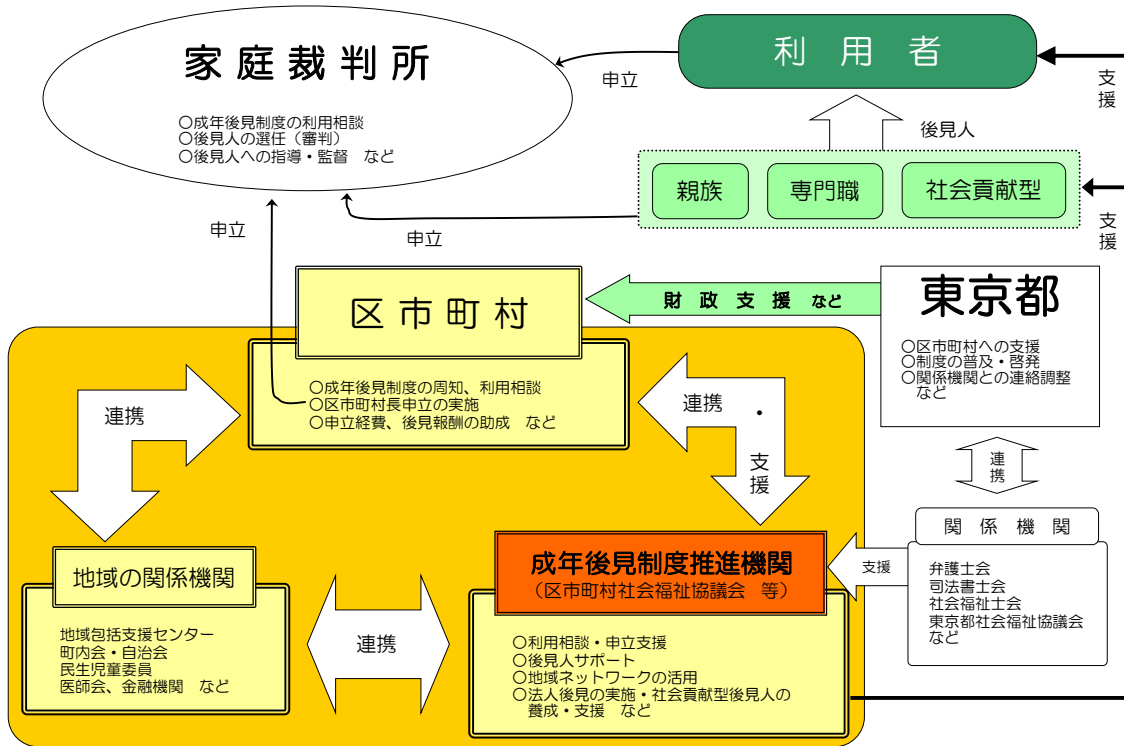 家庭裁判所
○成年後見制度の利用相談
○後見人の選任（審判）
○後見人への指導・監督　など
申立
利用者
支援
後見人
親族
専門職
社会貢献型
支援
申立
申立
区市町村
財政支援など
東京都
○区市町村への支援
○制度の普及・啓発
○関係機関との連絡調整
など
○成年後見制度の周知、利用相談
○区市町村長申立の実施
○申立経費、後見報酬の助成　など
連携
連携・支援
連携
関係機関
弁護士会
司法書士会
社会福祉士会
東京都社会福祉協議会
など
支援
地域の関係機関
地域包括支援センター
町内会・自治会
民生児童委員
医師会、金融機関　など
連携
成年後見制度推進機関
（区市町村社会福祉協議会　等）
○利用相談・申立支援
○後見人サポート
○地域ネットワークの活用
○法人後見の実施・社会貢献型後見人の
養成・支援　など